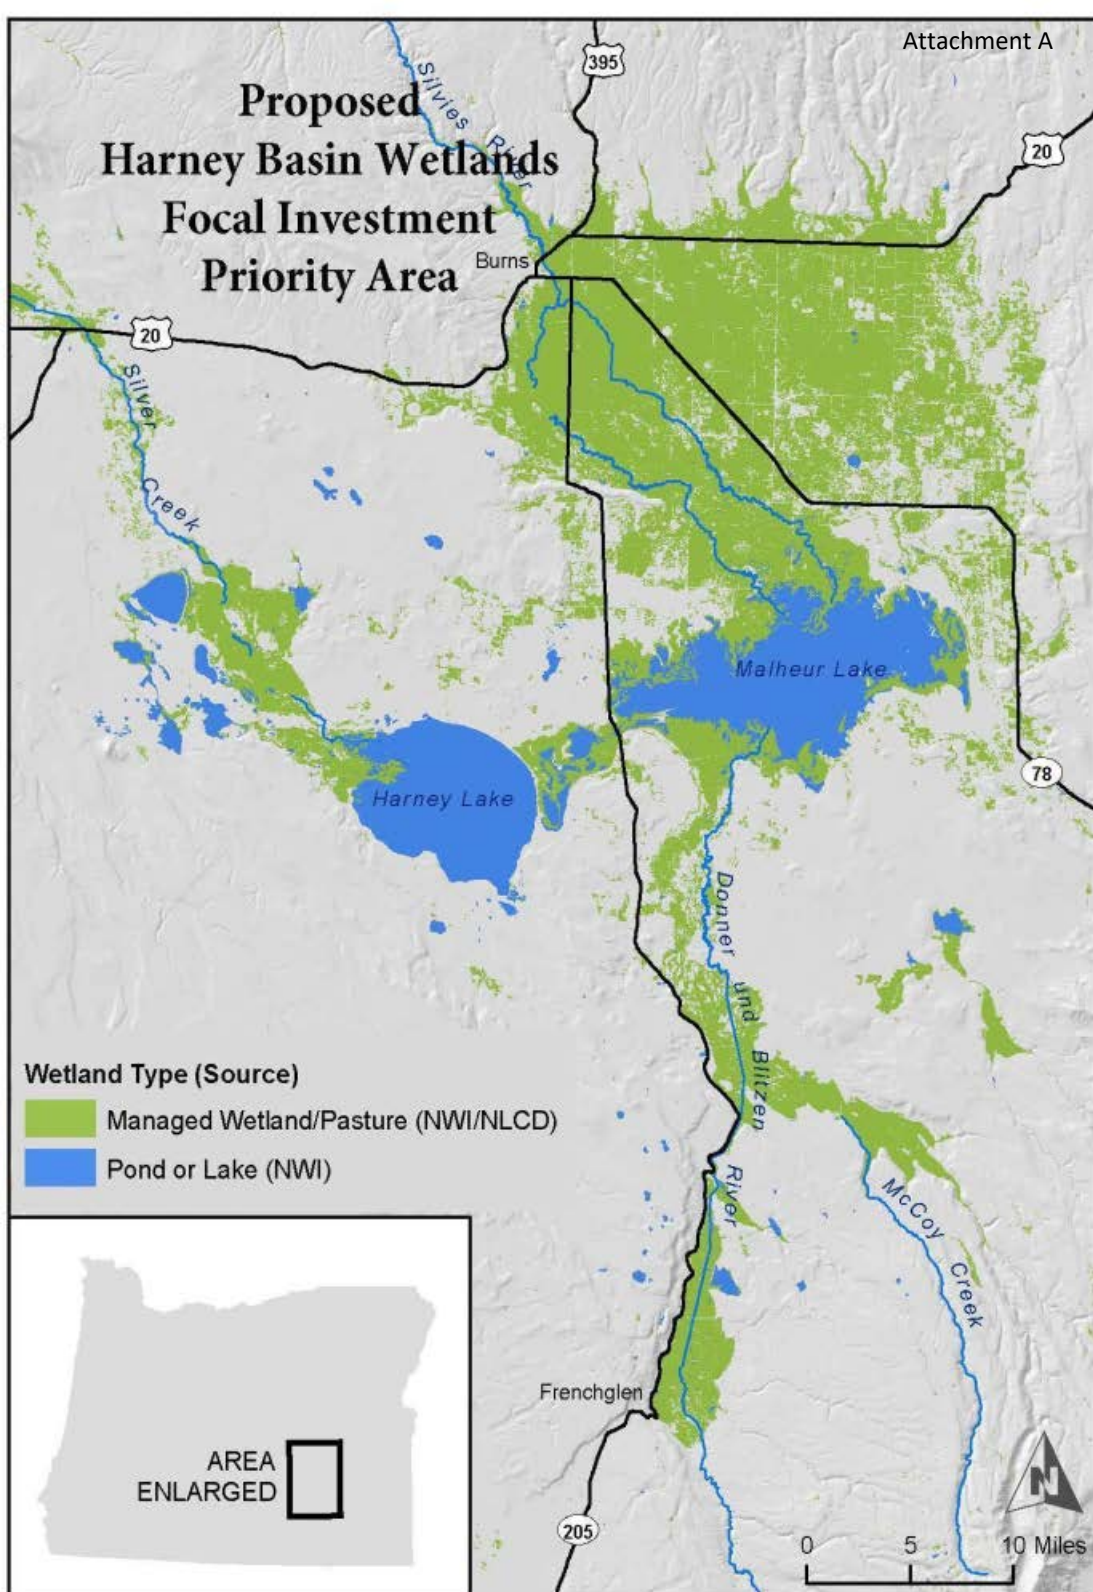 Attachment A
Proposed
Harney Basin Wetlands
Focal Investment
Priority Area
Silvies River
395
20
Burns
20
Silver Creek
Malheur Lake
Harney Lake
78
Donner und Blitzen River
McCoy Creek
Wetland Type (Source)
Managed Wetland/Pasture (NWI/NLCD)
Pond or Lake (NWI)
Frenchglen
AREA
ENLARGED
205
N
0 5 10 Miles